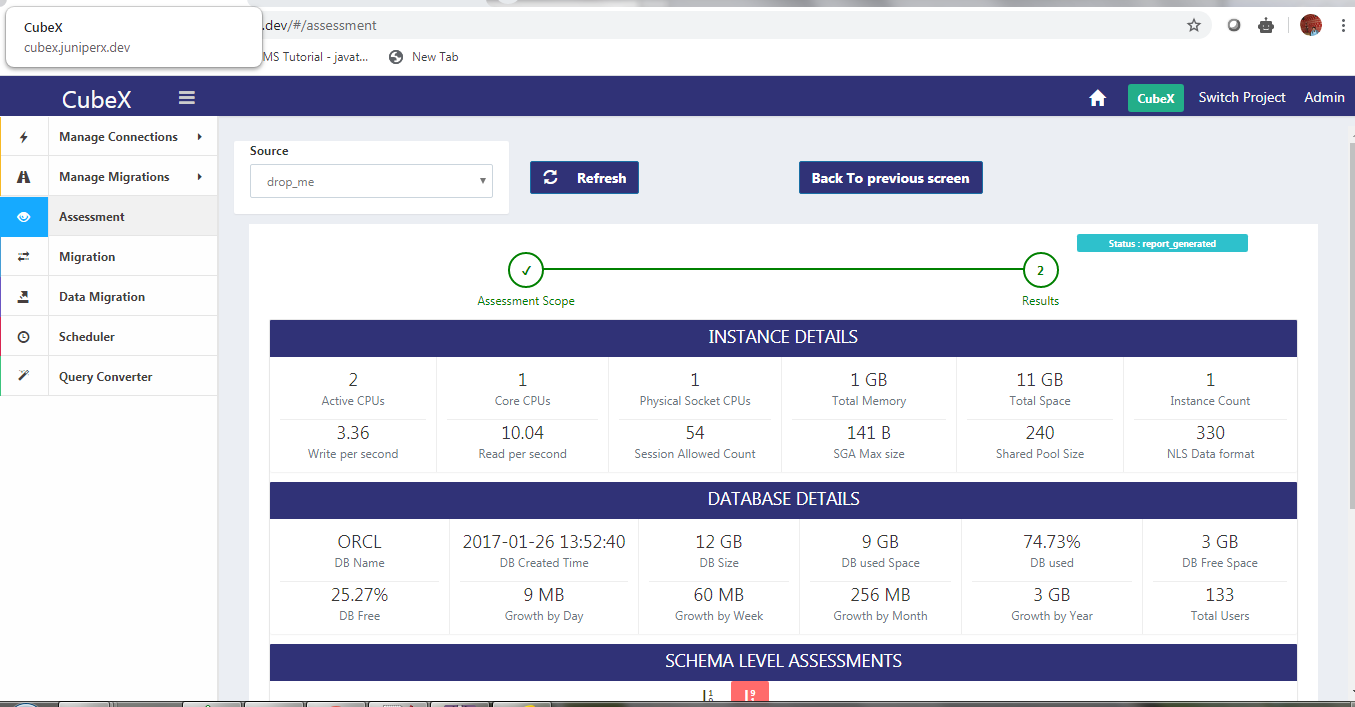 CubeX
cubex.juniperx.dev
.dev/#/assessment
MS Tutorial - javat...
New Tab
CubeX
CubeX
Switch Project
Admin
Manage Connections
Manage Migrations
Assessment
Migration
Data Migration
Scheduler
Query Converter
Source
drop_me
Refresh
Back To previous screen
Status : report_generated
✓
2
Assessment Scope
Results
INSTANCE DETAILS
2
Active CPUs
1
Core CPUs
1
Physical Socket CPUs
1 GB
Total Memory
11 GB
Total Space
1
Instance Count
3.36
Write per second
10.04
Read per second
54
Session Allowed Count
141 B
SGA Max size
240
Shared Pool Size
330
NLS Data format
DATABASE DETAILS
ORCL
DB Name
2017-01-26 13:52:40
DB Created Time
12 GB
DB Size
9 GB
DB used Space
74.73%
DB used
3 GB
DB Free Space
25.27%
DB Free
9 MB
Growth by Day
60 MB
Growth by Week
256 MB
Growth by Month
3 GB
Growth by Year
133
Total Users
SCHEMA LEVEL ASSESSMENTS